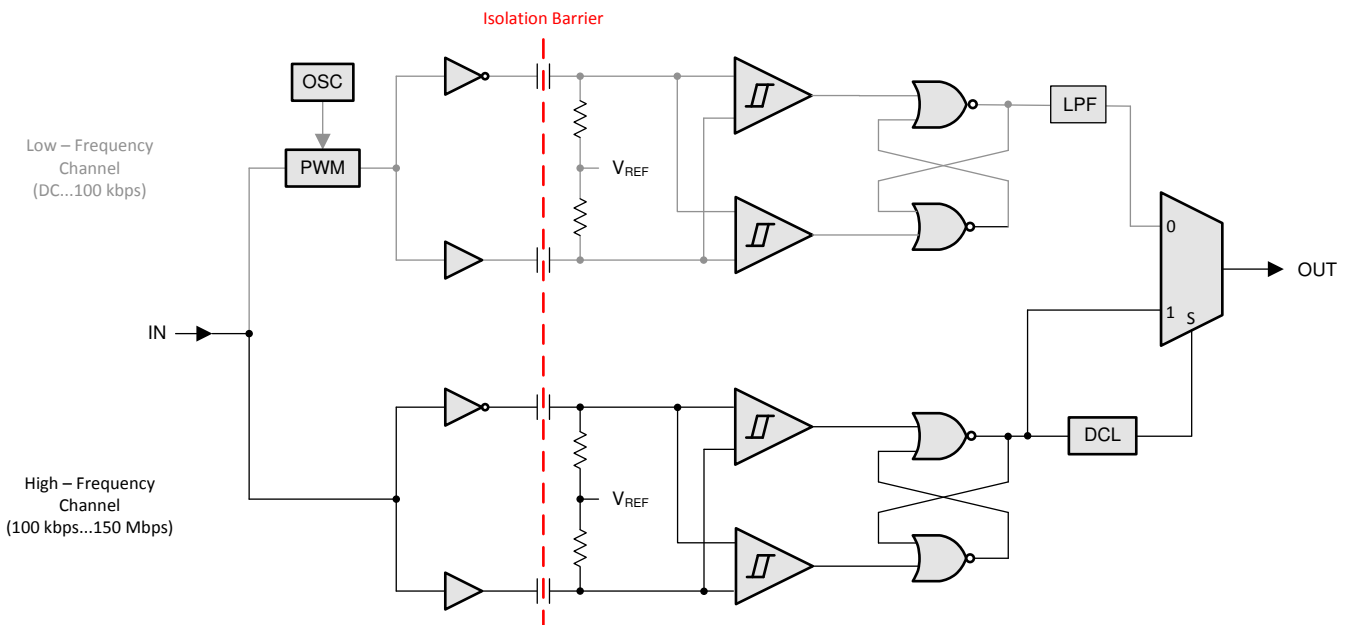 Isolation Barrier
OSC
Low – Frequency
Channel
(DC...100 kbps)
PWM
VREF
LPF
0
1
S
OUT
IN
High – Frequency
Channel
(100 kbps...150 Mbps)
VREF
DCL